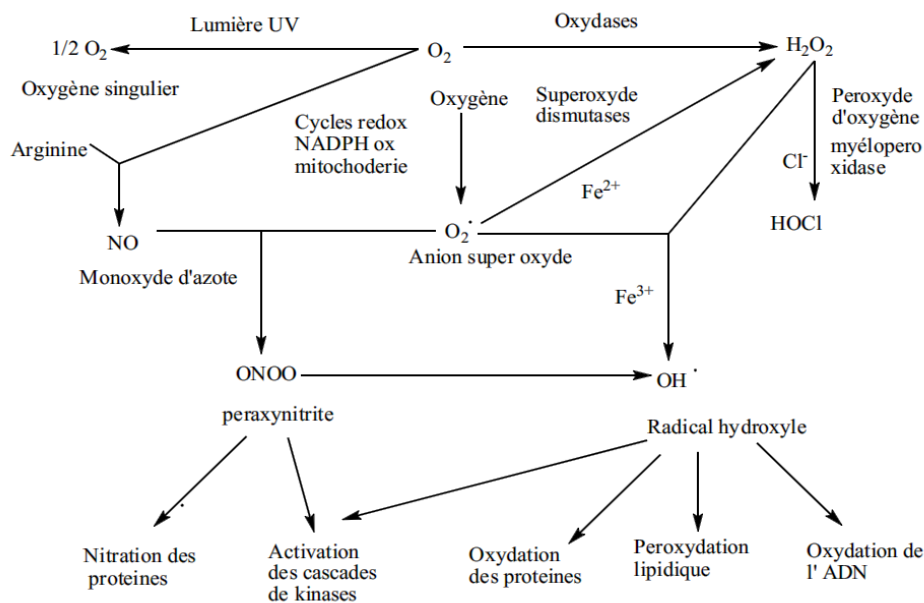 Lumière UV
Oxydases
1/2 O₂
O₂
H₂O₂
Oxygène singulier
Oxygène
Superoxyde
dismutases
Peroxyde
d'oxygène
myélopero
xidase
Cycles redox
NADPH ox
mitochoderie
Arginine
Cl⁻
Fe²⁺
HOCl
NO
O₂˙
Monoxyde d'azote
Anion super oxyde
Fe³⁺
ONOO
OH ˙
peraxynitrite
Radical hydroxyle
Nitration des
proteines
Activation
des cascades
de kinases
Oxydation
des proteines
Peroxydation
lipidique
Oxydation de
l' ADN